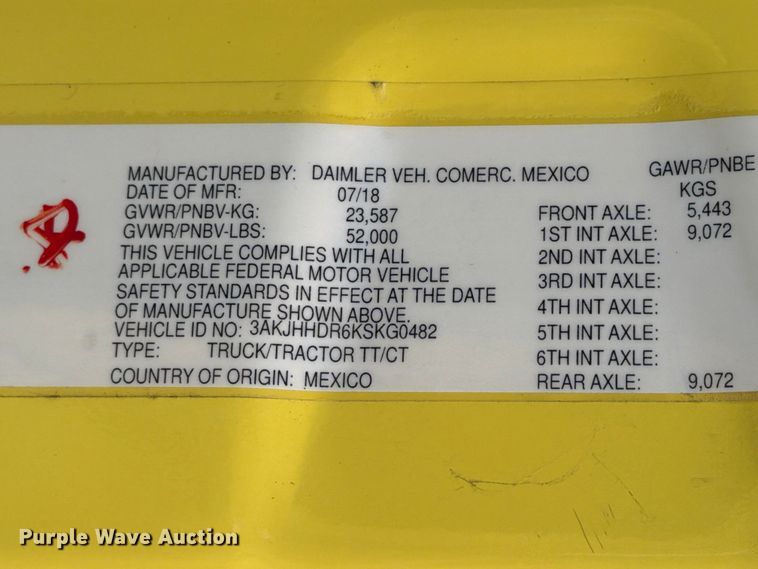 MANUFACTURED BY: DAIMLER VEH. COMERC. MEXICO
DATE OF MFR: 07/18
GVWR/PNBV-KG: 23,587
GVWR/PNBV-LBS: 52,000
THIS VEHICLE COMPLIES WITH ALL
APPLICABLE FEDERAL MOTOR VEHICLE
SAFETY STANDARDS IN EFFECT AT THE DATE
OF MANUFACTURE SHOWN ABOVE.
VEHICLE ID NO: 3AKJHHDR6KSKG0482
TYPE: TRUCK/TRACTOR TT/CT
COUNTRY OF ORIGIN: MEXICO
GAWR/PNBE
KGS
FRONT AXLE: 5,443
1ST INT AXLE: 9,072
2ND INT AXLE:
3RD INT AXLE:
4TH INT AXLE:
5TH INT AXLE:
6TH INT AXLE:
REAR AXLE: 9,072
Purple Wave Auction